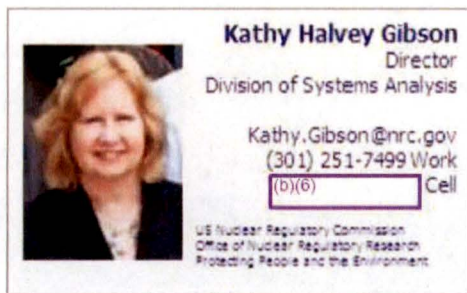 Kathy Halvey Gibson
Director
Division of Systems Analysis
Kathy.Gibson@nrc.gov
(301) 251-7499 Work
(b)(6) Cell
US Nuclear Regulatory Commission
Office of Nuclear Regulatory Research
Protecting People and the Environment